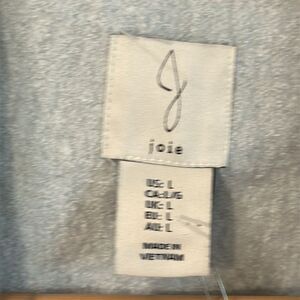 J
joie
US: L
CA: L/G
UK: L
EU: L
AU: L
MADE IN
VIETNAM